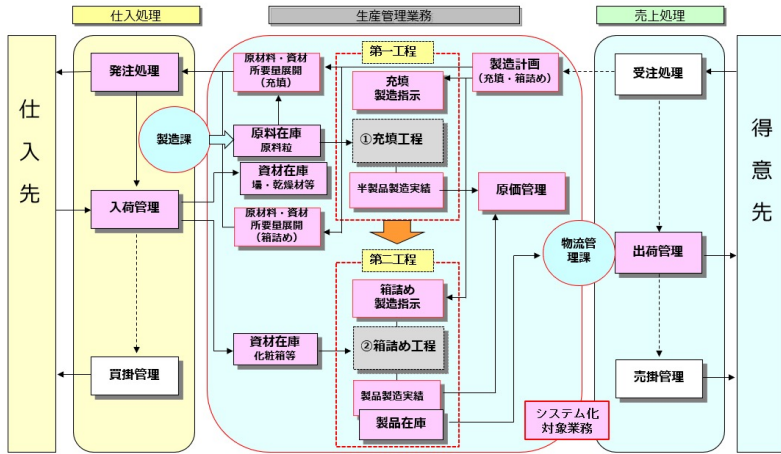 仕入処理
生産管理業務
売上処理
仕入先
発注処理
入荷管理
買掛管理
製造課
原材料・資材
所要量展開
(充填)
原料在庫
原料粒
資材在庫
壜・乾燥材等
原材料・資材
所要量展開
(箱詰め)
資材在庫
化粧箱等
第一工程
充填
製造指示
①充填工程
半製品製造実績
第二工程
箱詰め
製造指示
②箱詰め工程
製品製造実績
製品在庫
製造計画
(充填・箱詰め)
原価管理
物流管
理課
システム化
対象業務
受注処理
出荷管理
売掛管理
得意先